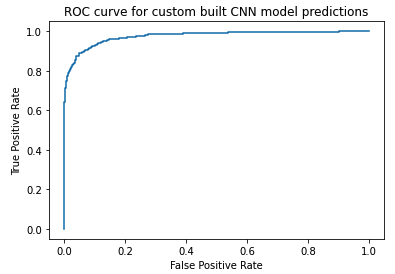 ROC curve for custom built CNN model predictions
True Positive Rate
1.0
0.8
0.6
0.4
0.2
0.0
0.0 0.2 0.4 0.6 0.8 1.0
False Positive Rate